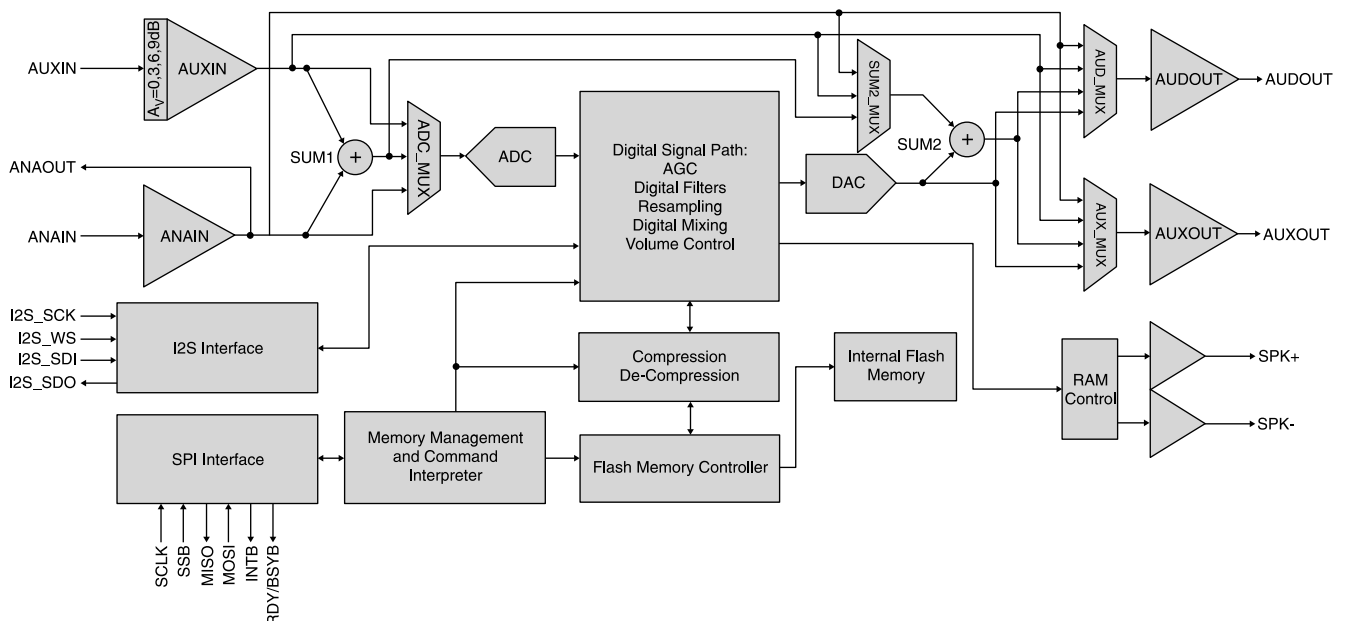 AUXIN
Av=0,3,6,9dB
AUXIN
ANAOUT
ANAIN
ANAIN
SUM1
+
ADC_MUX
ADC
Digital Signal Path:
AGC
Digital Filters
Resampling
Digital Mixing
Volume Control
SUM2_MUX
SUM2
+
DAC
AUD_MUX
AUDOUT
AUDOUT
AUX_MUX
AUXOUT
AUXOUT
I2S_SCK
I2S_WS
I2S_SDI
I2S_SDO
I2S Interface
Compression
De-Compression
Internal Flash
Memory
RAM
Control
SPK+
SPK-
SPI Interface
Memory Management
and Command
Interpreter
Flash Memory Controller
SCLK
SSB
MISO
MOSI
INTB
RDY/BSYB